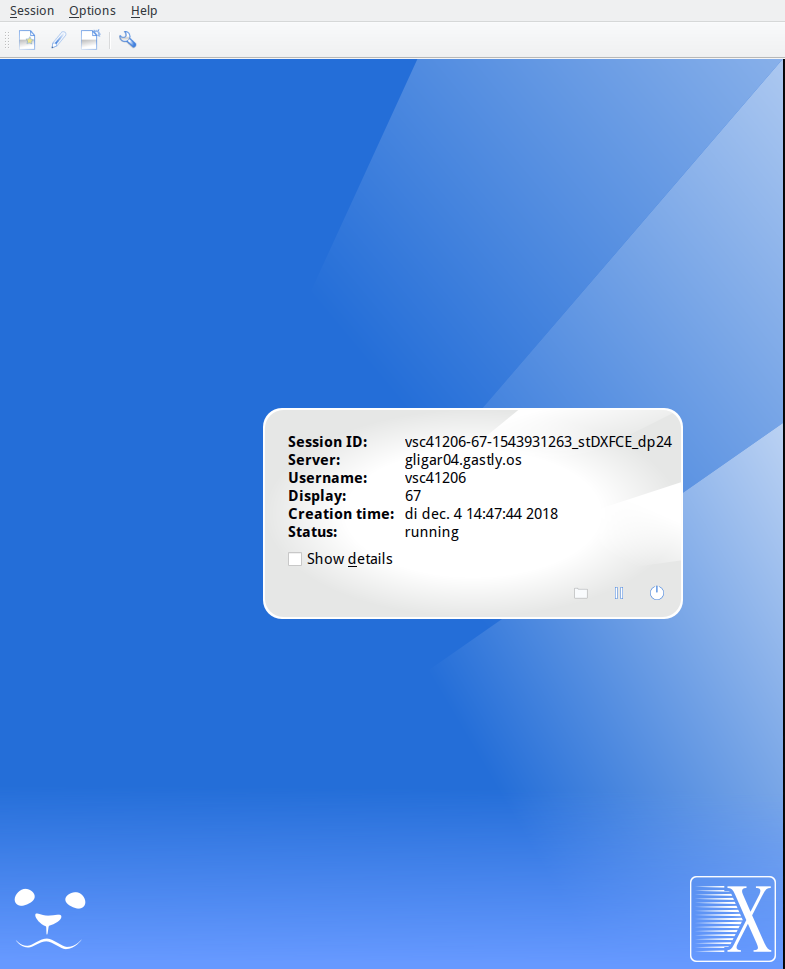 Session Options Help
Session ID: vsc41206-67-1543931263_stDXFCE_dp24
Server: gligar04.gastly.os
Username: vsc41206
Display: 67
Creation time: di dec. 4 14:47:44 2018
Status: running
Show details
X